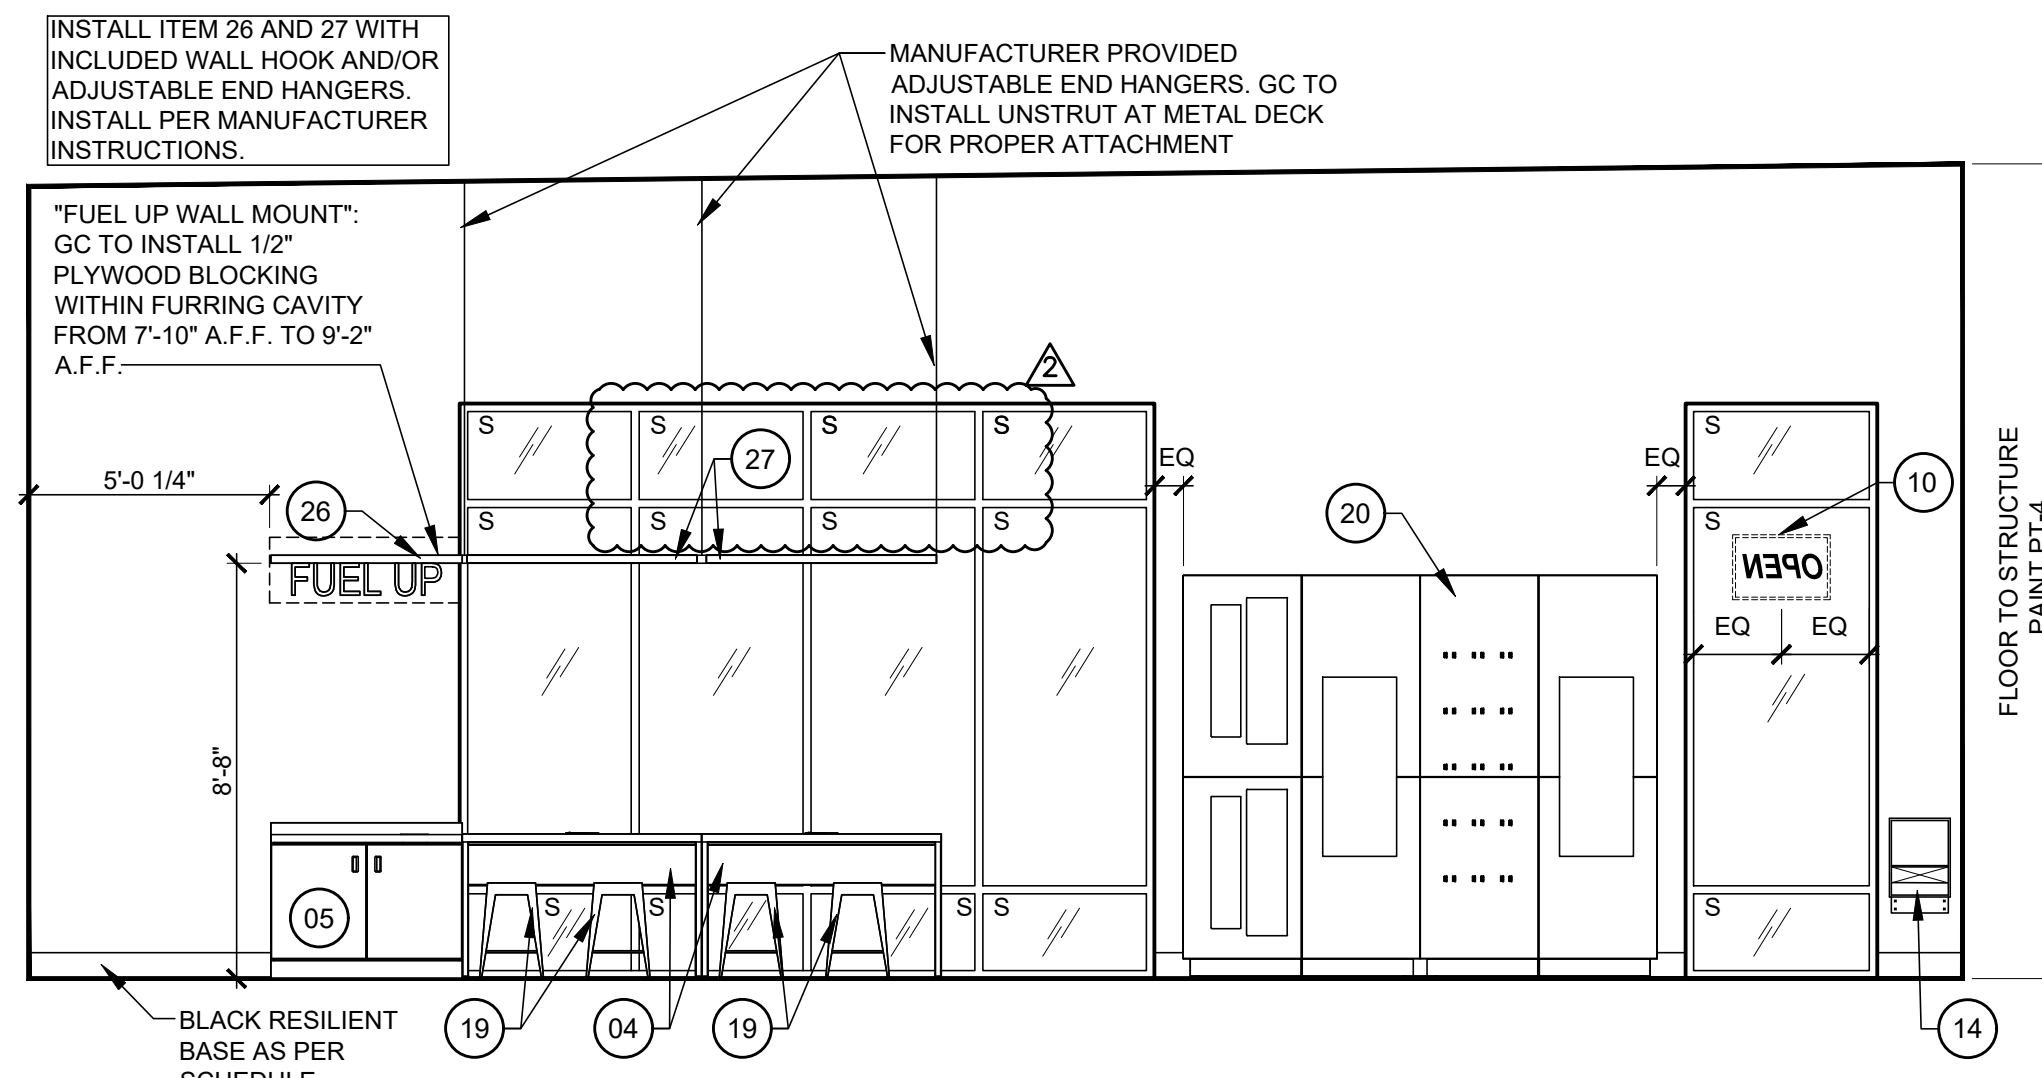 INSTALL ITEM 26 AND 27 WITH
INCLUDED WALL HOOK AND/OR
ADJUSTABLE END HANGERS.
INSTALL PER MANUFACTURER
INSTRUCTIONS.
MANUFACTURER PROVIDED
ADJUSTABLE END HANGERS. GC TO
INSTALL UNSTRUT AT METAL DECK
FOR PROPER ATTACHMENT
"FUEL UP WALL MOUNT":
GC TO INSTALL 1/2"
PLYWOOD BLOCKING
WITHIN FURRING CAVITY
FROM 7'-10" A.F.F. TO 9'-2"
A.F.F.
2
S
S
S
S
S
27
EQ
EQ
10
5'-0 1/4"
26
20
S
S
S
S
S
FUEL UP
OPEN
EQ
EQ
8'-8"
FLOOR TO STRUCTURE
PAINT PT-4
05
S
S
S
S
S
19
04
19
14
BLACK RESILIENT
BASE AS PER
SCHEDULE